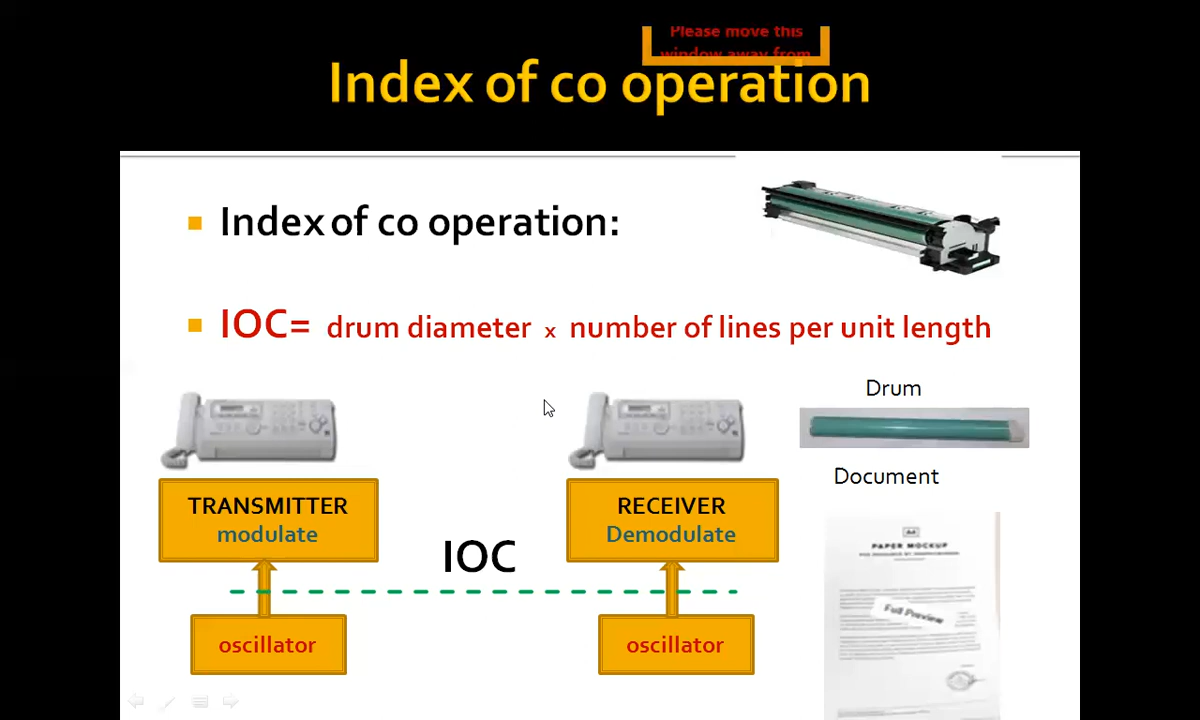 Please move this
window away from
Index of co operation
Index of co operation:
IOC= drum diameter x number of lines per unit length
Drum
Document
TRANSMITTER
modulate
RECEIVER
Demodulate
IOC
oscillator
oscillator
PAPER MOCKUP
Full Preview